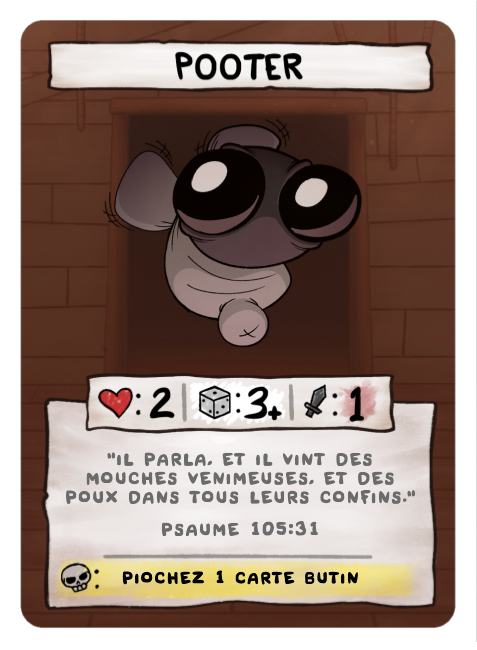 POOTER
:2 :3+ :1
"IL PARLA, ET IL VINT DES
MOUCHES VENIMEUSES, ET DES
POUX DANS TOUS LEURS CONFINS."
PSAUME 105:31
: PIOCHEZ 1 CARTE BUTIN